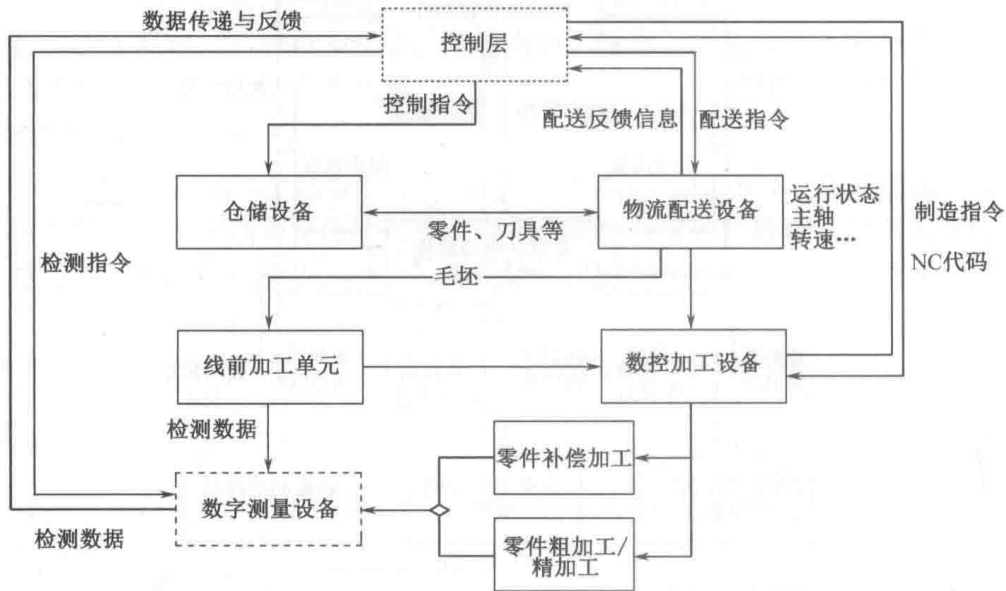 数据传递与反馈
控制层
控制指令
配送反馈信息
配送指令
仓储设备
物流配送设备
运行状态
主轴
转速…
制造指令
NC代码
零件、刀具等
检测指令
毛坯
线前加工单元
数控加工设备
检测数据
零件补偿加工
数字测量设备
检测数据
零件粗加工/
精加工